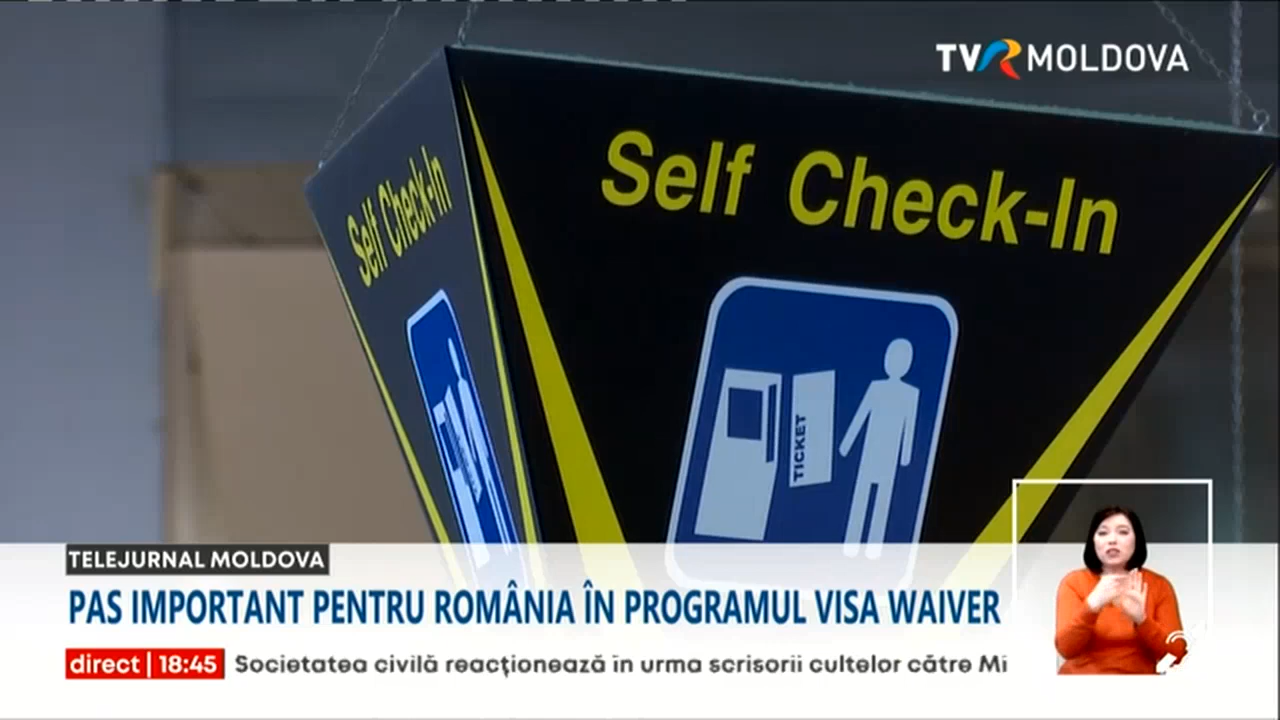 TVR MOLDOVA
Self Check-In
Self Check-In
TICKET
TELEJURNAL MOLDOVA
PAS IMPORTANT PENTRU ROMÂNIA ÎN PROGRAMUL VISA WAIVER
direct | 18:45 Societatea civilă reacționează în urma scrisorii cultelor către Mi